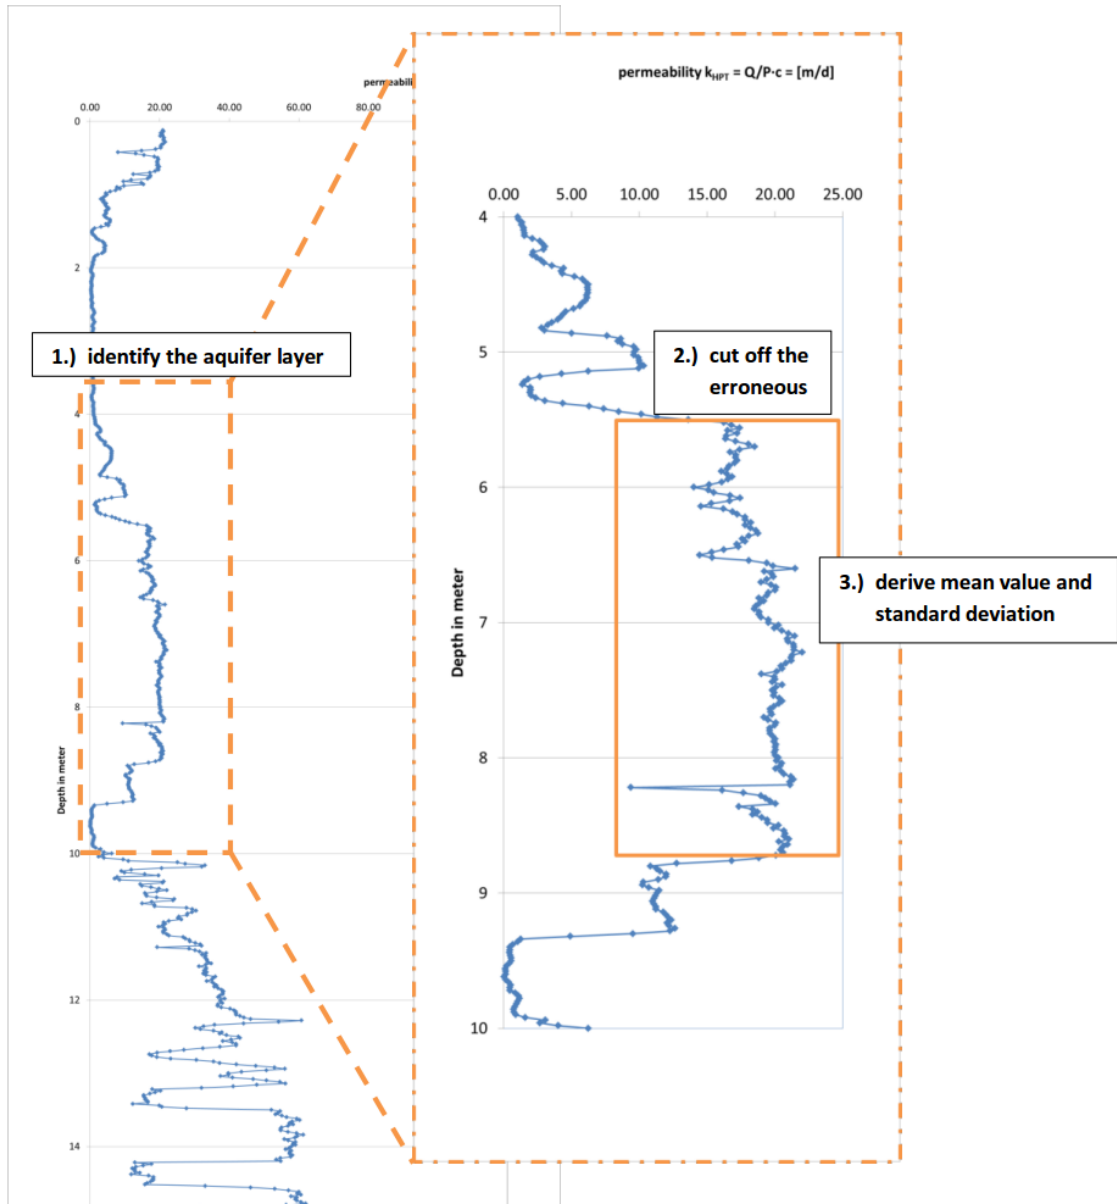 permeability k_HPT = Q/P·c = [m/d]
permeabili
0.00 20.00 40.00 60.00 80.00
0
2
1.) identify the aquifer layer
4
6
8
Depth in meter
10
12
14
0.00 5.00 10.00 15.00 20.00 25.00
4
5
2.) cut off the
erroneous
6
3.) derive mean value and
standard deviation
7
Depth in meter
8
9
10